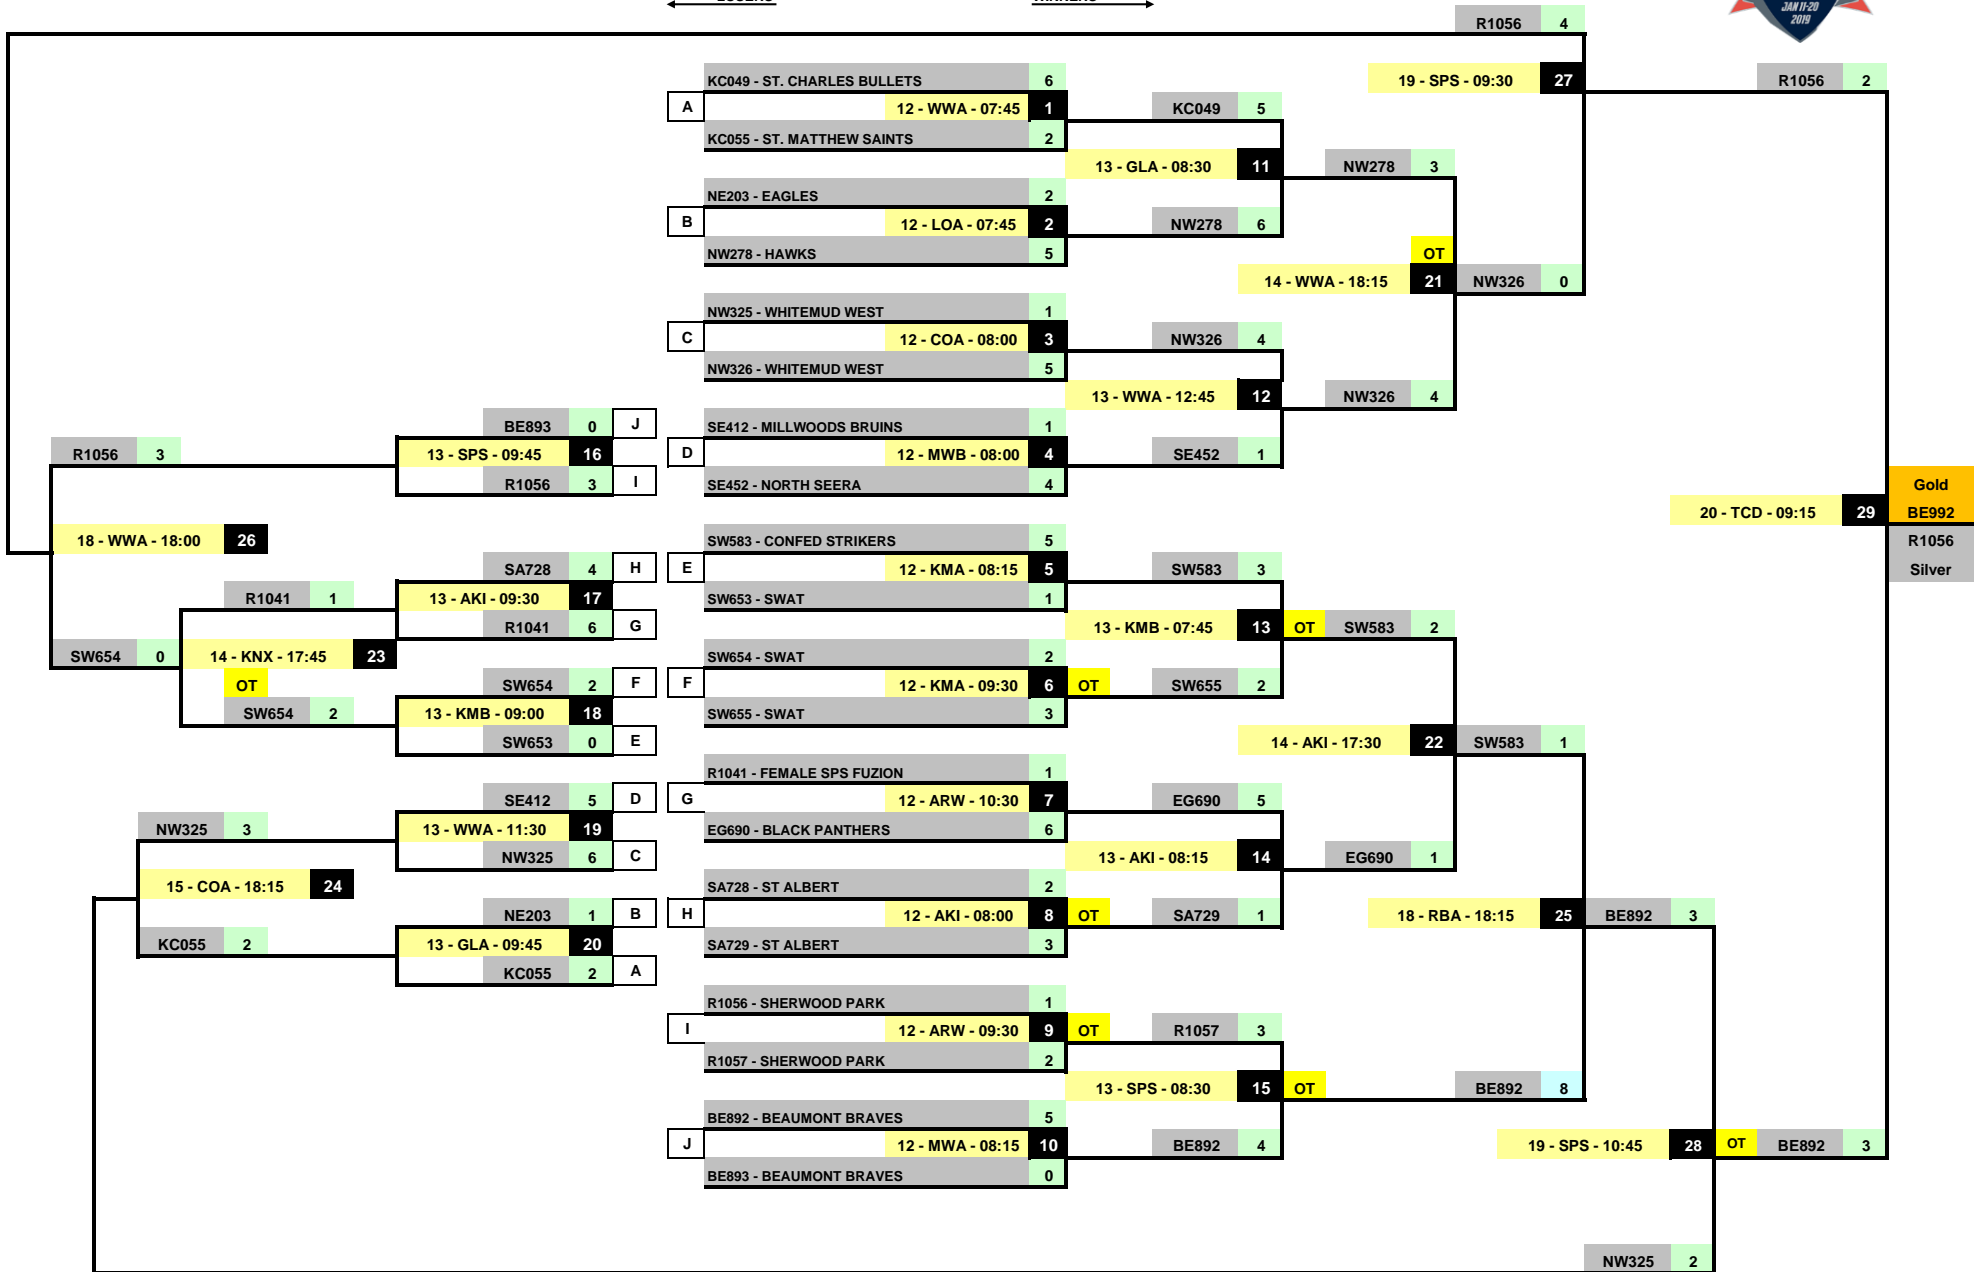 LOSERS
WINNERS
JAN 11-20
2019
R1056 4
KC049 - ST. CHARLES BULLETS 6
19 - SPS - 09:30 27
R1056 2
A 12 - WWA - 07:45 1
KC049 5
KC055 - ST. MATTHEW SAINTS 2
13 - GLA - 08:30 11
NW278 3
NE203 - EAGLES 2
B 12 - LOA - 07:45 2
NW278 6
NW278 - HAWKS 5
OT
14 - WWA - 18:15 21
NW326 0
NW325 - WHITEMUD WEST 1
C 12 - COA - 08:00 3
NW326 4
NW326 - WHITEMUD WEST 5
13 - WWA - 12:45 12
NW326 4
BE893 0 J
SE412 - MILLWOODS BRUINS 1
R1056 3
13 - SPS - 09:45 16
D 12 - MWB - 08:00 4
SE452 1
R1056 3 I
SE452 - NORTH SEERA 4
Gold
20 - TCD - 09:15 29
BE992
18 - WWA - 18:00 26
SW583 - CONFED STRIKERS 5
R1056
SA728 4 H
E 12 - KMA - 08:15 5
SW583 3
Silver
R1041 1
13 - AKI - 09:30 17
SW653 - SWAT 1
R1041 6 G
13 - KMB - 07:45 13 OT SW583 2
SW654 0
14 - KNX - 17:45 23
SW654 - SWAT 2
OT
SW654 2 F
F 12 - KMA - 09:30 6 OT SW655 2
SW654 2
13 - KMB - 09:00 18
SW655 - SWAT 3
SW653 0 E
14 - AKI - 17:30 22 SW583 1
R1041 - FEMALE SPS FUZION 1
SE412 5 D
G 12 - ARW - 10:30 7
EG690 5
NW325 3
13 - WWA - 11:30 19
EG690 - BLACK PANTHERS 6
NW325 6 C
13 - AKI - 08:15 14
EG690 1
15 - COA - 18:15 24
SA728 - ST ALBERT 2
NE203 1 B
H 12 - AKI - 08:00 8 OT SA729 1
18 - RBA - 18:15 25 BE892 3
KC055 2
13 - GLA - 09:45 20
SA729 - ST ALBERT 3
KC055 2 A
R1056 - SHERWOOD PARK 1
I 12 - ARW - 09:30 9 OT R1057 3
R1057 - SHERWOOD PARK 2
13 - SPS - 08:30 15 OT
BE892 8
BE892 - BEAUMONT BRAVES 5
J 12 - MWA - 08:15 10
BE892 4
19 - SPS - 10:45 28 OT BE892 3
BE893 - BEAUMONT BRAVES 0
NW325 2